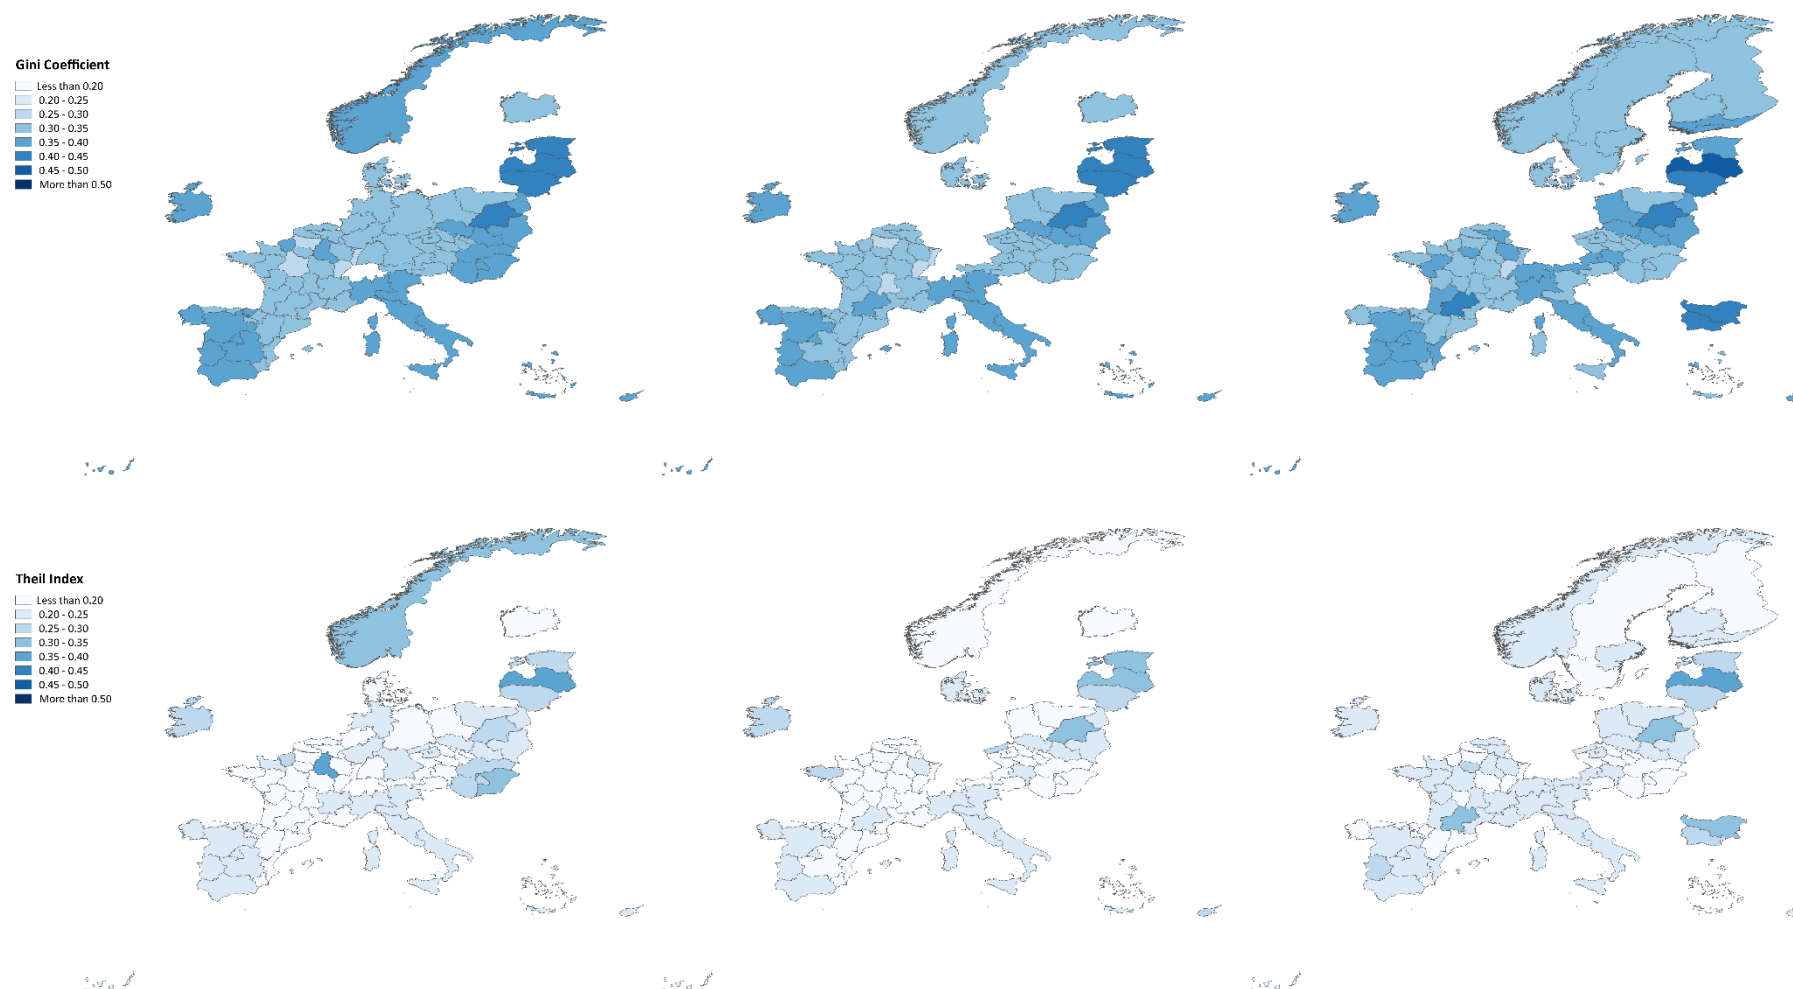 Gini Coefficient
Less than 0.20
0.20 - 0.25
0.25 - 0.30
0.30 - 0.35
0.35 - 0.40
0.40 - 0.45
0.45 - 0.50
More than 0.50
Theil Index
Less than 0.20
0.20 - 0.25
0.25 - 0.30
0.30 - 0.35
0.35 - 0.40
0.40 - 0.45
0.45 - 0.50
More than 0.50